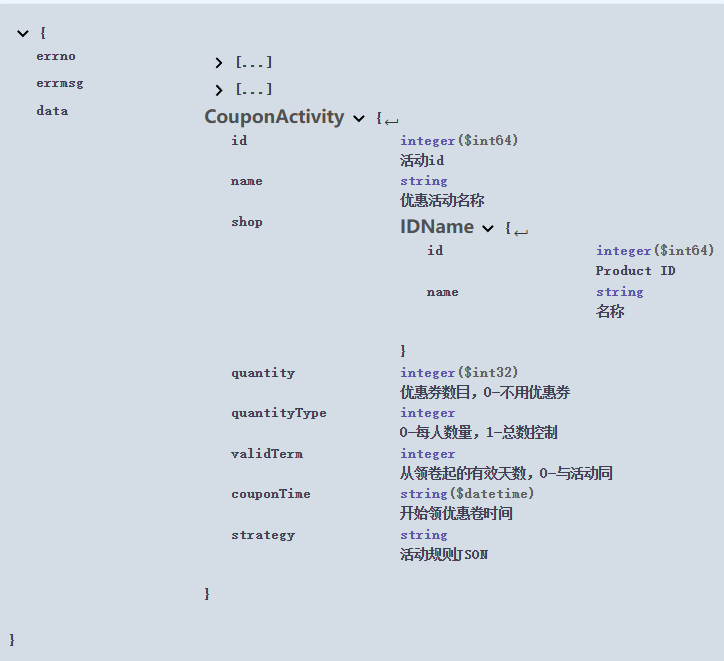 {
errno [...]
errmsg [...]
data CouponActivity {
id integer($int64)
活动id
name string
优惠活动名称
shop IDName {
id integer($int64)
Product ID
name string
名称
}
quantity integer($int32)
优惠券数目，0-不用优惠券
quantityType integer
0-每人数量，1-总数控制
validTerm integer
从领卷起的有效天数，0-与活动同
couponTime string($datetime)
开始领优惠卷时间
strategy string
活动规则JSON
}
}